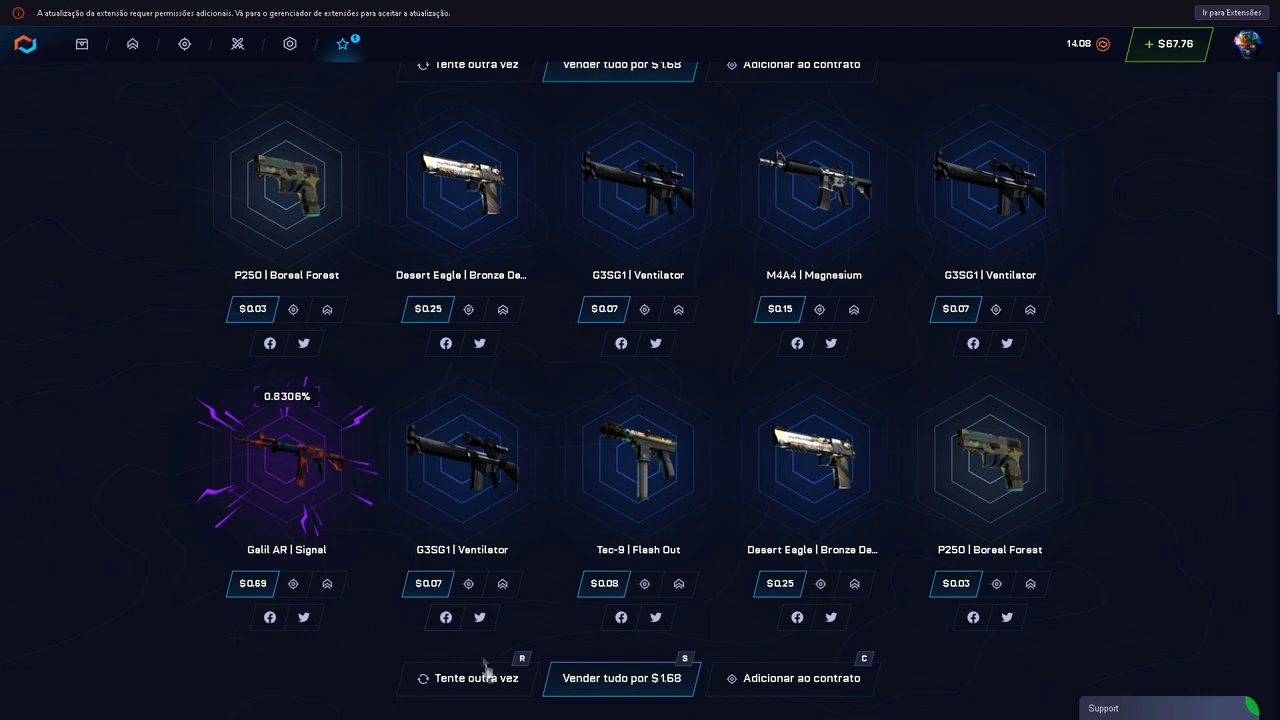 A atualização da extensão requer permissões adicionais. Vá para o gerenciador de extensões para aceitar a atualização.
Ir para Extensões
1
14.08
+ $67.76
Tente outra vez
Vender tudo por $1.68
Adicionar ao contrato
P250 | Boreal Forest
Desert Eagle | Bronze De...
G3SG1 | Ventilator
M4A4 | Magnesium
G3SG1 | Ventilator
$0.03
$0.25
$0.07
$0.15
$0.07
0.8306%
Galil AR | Signal
G3SG1 | Ventilator
Tec-9 | Flash Out
Desert Eagle | Bronze De...
P250 | Boreal Forest
$0.69
$0.07
$0.08
$0.25
$0.03
R
S
C
Tente outra vez
Vender tudo por $1.68
Adicionar ao contrato
Support